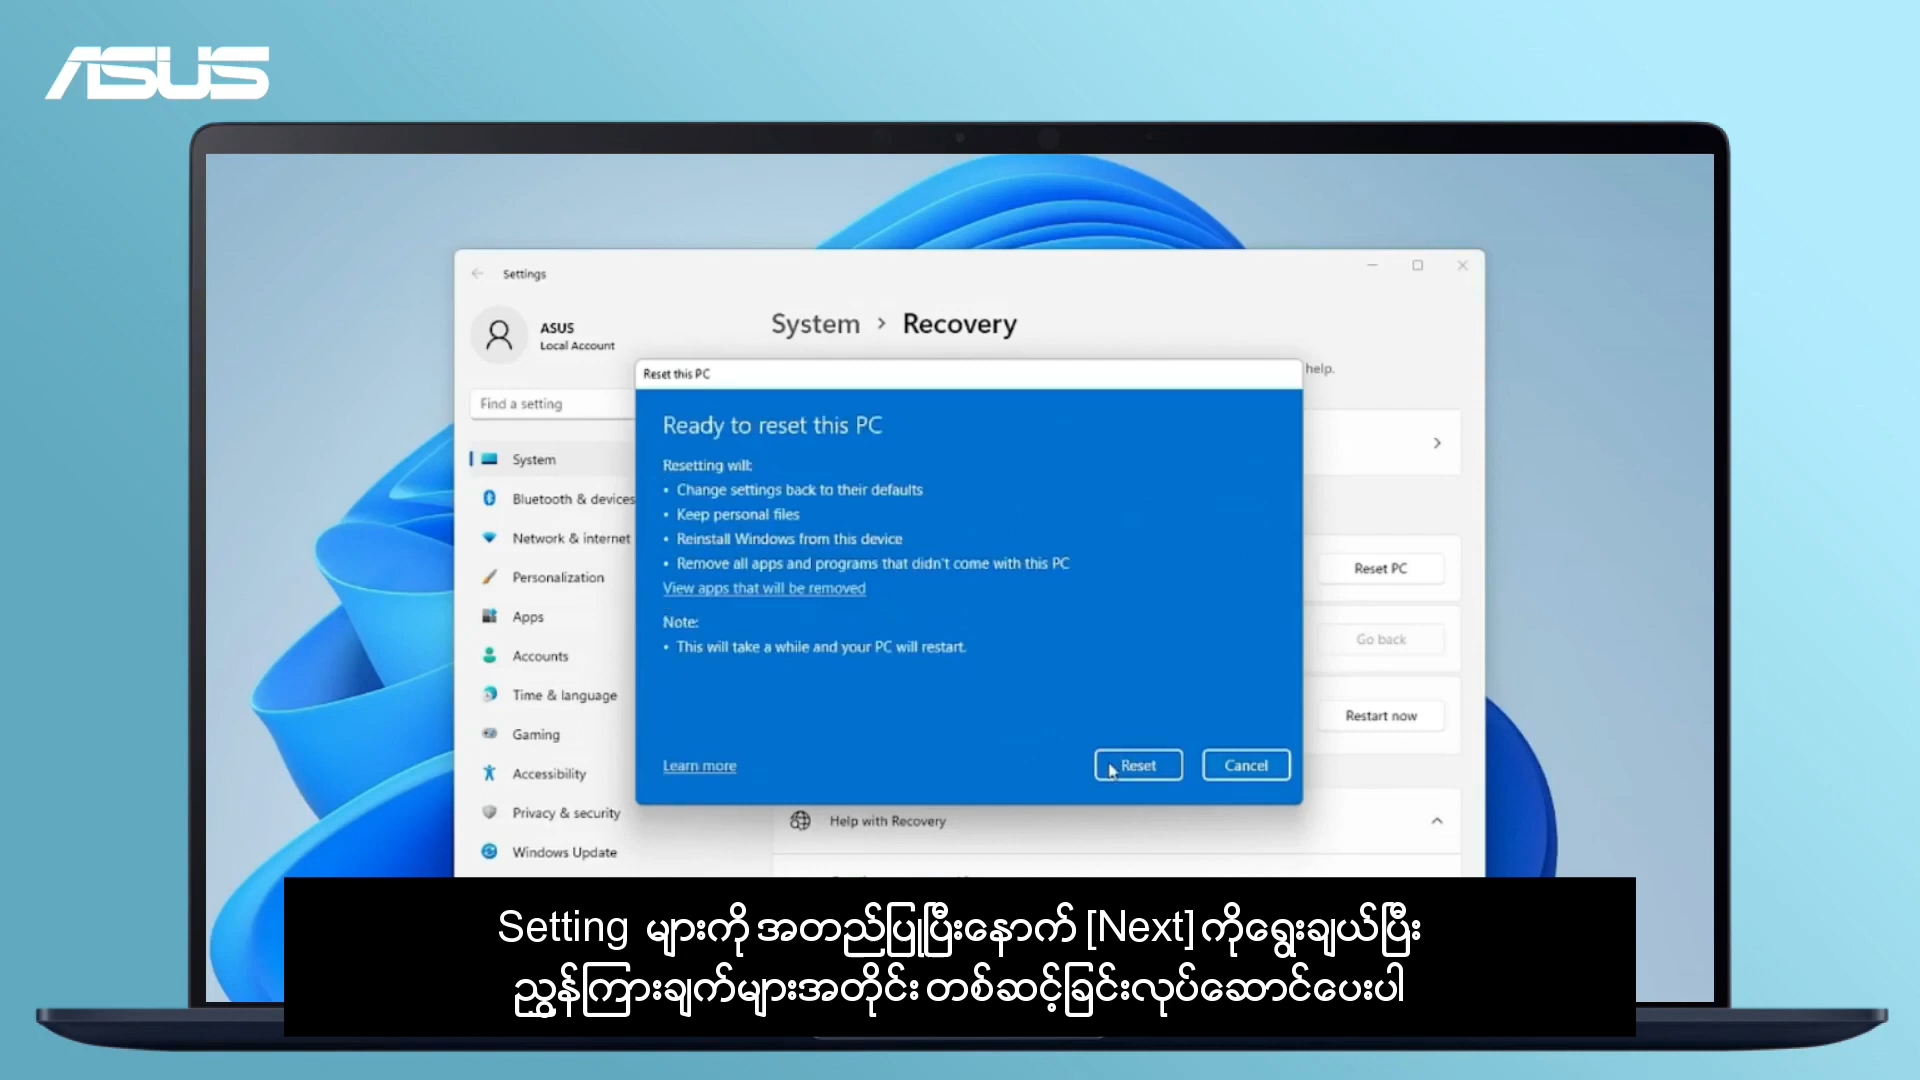 ASUS
Settings
ASUS
Local Account
System > Recovery
help.
Reset this PC
Find a setting
Ready to reset this PC
Resetting will:
• Change settings back to their defaults
• Keep personal files
• Reinstall Windows from this device
• Remove all apps and programs that didn't come with this PC
View apps that will be removed
Note:
• This will take a while and your PC will restart.
Learn more
Reset
Cancel
System
Bluetooth & devices
Network & internet
Personalization
Apps
Accounts
Time & language
Gaming
Accessibility
Privacy & security
Windows Update
Reset PC
Go back
Restart now
Help with Recovery
Setting များကို အတည်ပြုပြီးနောက် [Next] ကိုရွေးချယ်ပြီး
ညွှန်ကြားချက်များအတိုင်း တစ်ဆင့်ခြင်းလုပ်ဆောင်ပေးပါ